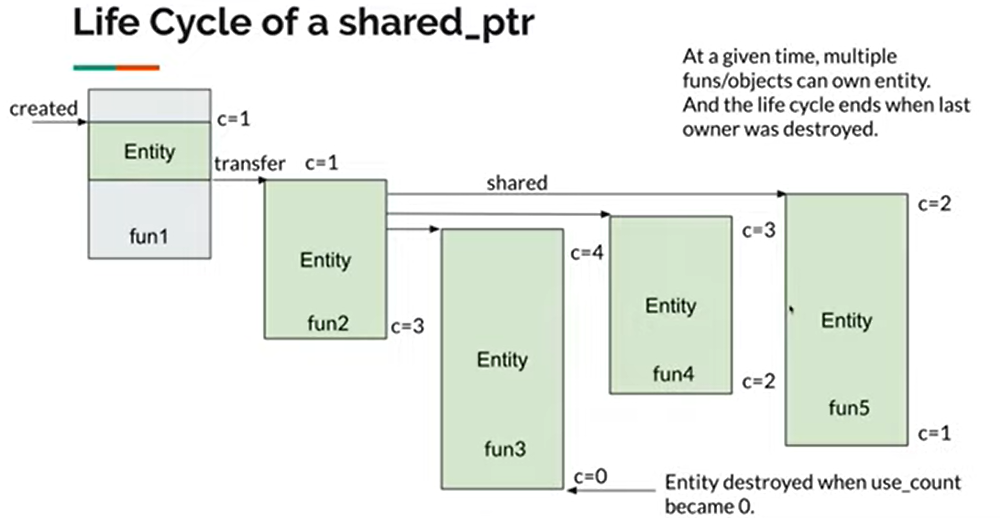 Life Cycle of a shared_ptr
At a given time, multiple
funs/objects can own entity.
And the life cycle ends when last
owner was destroyed.
created
c=1
Entity
transfer
c=1
fun1
shared
c=2
c=3
c=4
Entity
fun2
c=3
Entity
fun3
Entity
fun4
c=2
Entity
fun5
c=1
c=0
Entity destroyed when use_count
became 0.